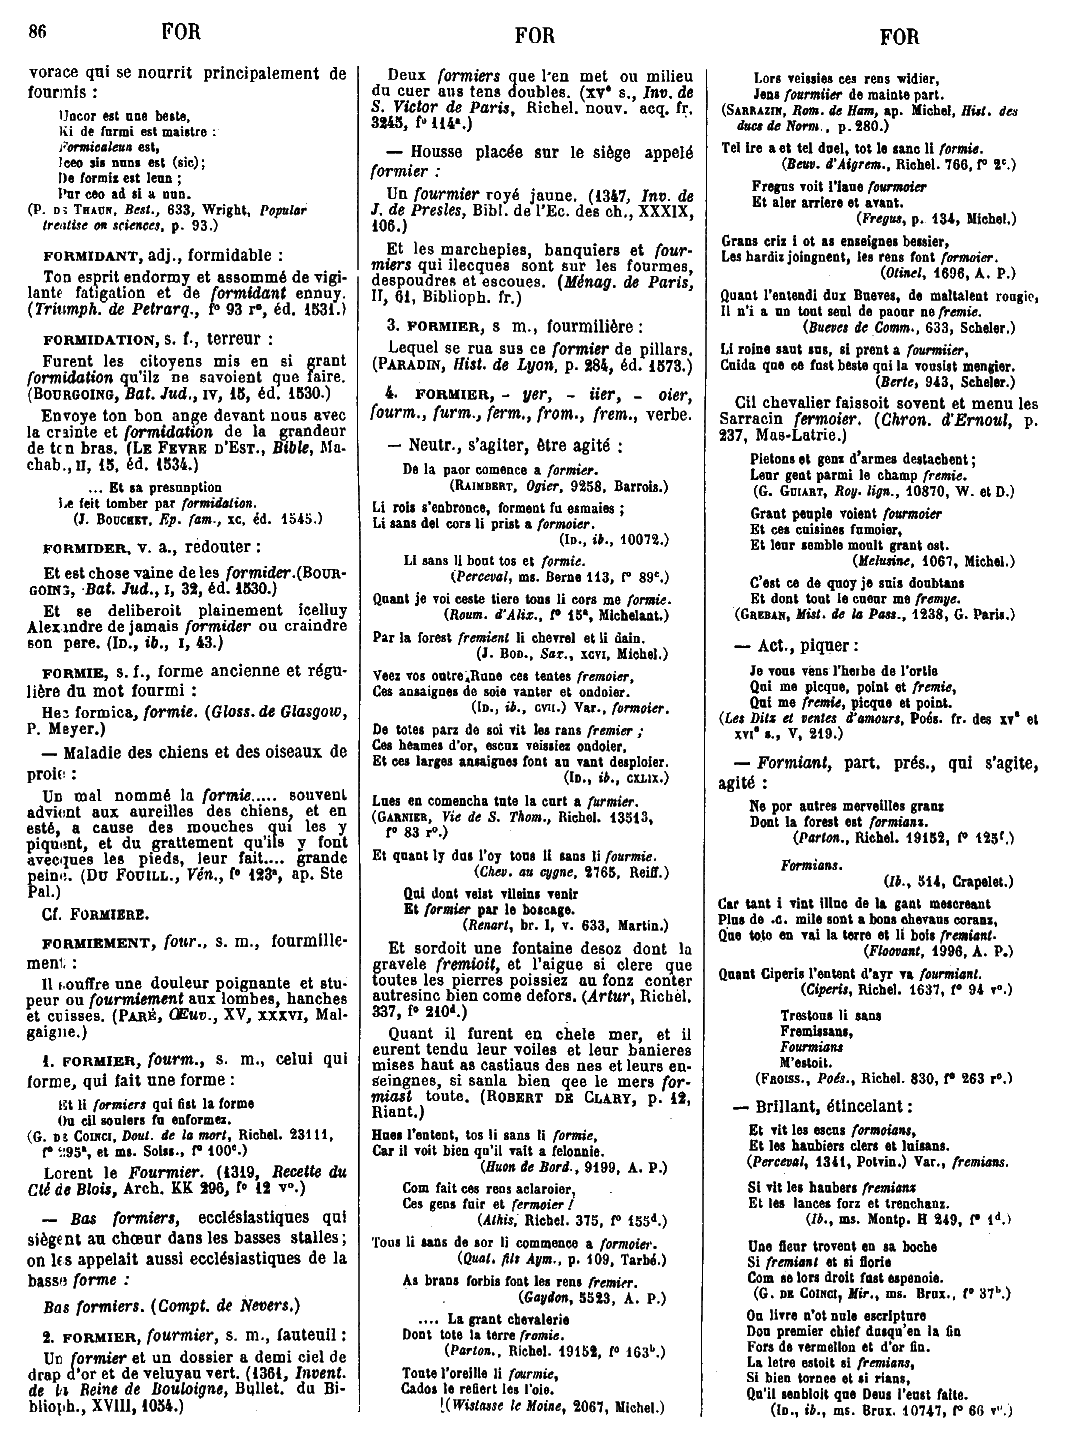 86
FOR
FOR
FOR
vorace qui se nourrit principalement de
fourmis :
Uncor est une beste,
Ki de furmi est maistre :
Formicaleun est,
Iceo sis nuns est (sic);
De formiz est leun ;
Pur ceo ad si a nun.
(P. DE THAUN, Best., 633, Wright, Popular
treatise on sciences, p. 93.)
FORMIDANT, adj., formidable :
Ton esprit endormy et assommé de vigi-
lante fatigation et de formidant ennuy.
(Triumph. de Petrarq., f° 93 r°, éd. 1531.)
FORMIDATION, s. f., terreur :
Furent les citoyens mis en si grant
formidation qu'ilz ne savoient que faire.
(BOURGOING, Bat. Jud., IV, 15, éd. 1530.)
Envoye ton bon ange devant nous avec
la crainte et formidation de la grandeur
de ton bras. (LE FEVRE D'EST., Bible, Ma-
chab., II, 15, éd. 1534.)
... Et sa presunption
Le feit tomber par formidation.
(J. BOUCHET, Ep. fam., XC, éd. 1545.)
FORMIDER, v. a., redouter :
Et est chose vaine de les formider. (BOUR-
GOING, Bat. Jud., I, 32, éd. 1530.)
Et se deliberoit plainement icelluy
Alexandre de jamais formider ou craindre
son pere. (ID., ib., I, 43.)
FORMIE, s. f., forme ancienne et régu-
lière du mot fourmi :
Hec formica, formie. (Gloss. de Glasgow,
P. Meyer.)
— Maladie des chiens et des oiseaux de
proie :
Un mal nommé la formie..... souvent
advient aux aureilles des chiens, et en
esté, a cause des mouches qui les y
piquent, et du grattement qu'ils y font
avecques les pieds, leur fait.... grande
peine. (DU FOUILL., Vén., f° 123ª, ap. Ste
Pal.)
Cf. FORMIERE.
FORMIEMENT, four., s. m., fourmille-
ment :
Il souffre une douleur poignante et stu-
peur ou fourmiement aux lombes, hanches
et cuisses. (PARÉ, Œuv., XV, XXXVI, Mal-
gaigne.)
1. FORMIER, fourm., s. m., celui qui
forme, qui fait une forme :
Et li formiers qui fist la forme
Ou cil soulers fu enformez.
(G. DE COINCI, Dout. de la mort, Richel. 23111,
f° 295ª, et ms. Soiss., f° 100ᶜ.)
Lorent le Fourmier. (1319, Recette du
Cté de Blois, Arch. KK 296, f° 12 v°.)
— Bas formiers, ecclésiastiques qui
siègent au chœur dans les basses stalles ;
on les appelait aussi ecclésiastiques de la
basse forme :
Bas formiers. (Compt. de Nevers.)
2. FORMIER, fourmier, s. m., fauteuil :
Un formier et un dossier a demi ciel de
drap d'or et de veluyau vert. (1361, Invent.
de la Reine de Bouloigne, Bullet. du Bi-
blioph., XVIII, 1054.)
Deux formiers que l'en met ou milieu
du cuer aus tens doubles. (XVᵉ s., Inv. de
S. Victor de Paris, Richel. nouv. acq. fr.
3245, f° 114ª.)
— Housse placée sur le siège appelé
formier :
Un fourmier royé jaune. (1347, Inv. de
J. de Presles, Bibl. de l'Ec. des ch., XXXIX,
106.)
Et les marchepies, banquiers et four-
miers qui ilecques sont sur les fourmes,
despoudres et escoues. (Ménag. de Paris,
II, 61, Biblioph. fr.)
3. FORMIER, s m., fourmilière :
Lequel se rua sus ce formier de pillars.
(PARADIN, Hist. de Lyon, p. 284, éd. 1573.)
4. FORMIER, - yer, - iier, - oier,
fourm., furm., ferm., from., frem., verbe.
— Neutr., s'agiter, être agité :
De la paor comence a formier.
(RAIMBERT, Ogier, 9258, Barrois.)
Li rois s'enbronce, forment fu esmaies ;
Li sans del cors li prist a formoier.
(ID., ib., 10072.)
Li sans li bout tos et formie.
(Perceval, ms. Berne 113, f° 89ᶜ.)
Quant je voi ceste tiere tous li cors me formie.
(Roum. d'Alix., f° 15ª, Michelant.)
Par la forest fremient li chevrel et li dain.
(J. BOD., Sax., XCVI, Michel.)
Veez vos outre Rune ces tentes fremoier,
Ces ansaignes de soie vanter et ondoier.
(ID., ib., CVII.) Var., formoier.
De totes parz de soi vit les rans fremier ;
Ces heames d'or, escuz veissiez ondoier,
Et ces larges ansaignes font au vant desploier.
(ID., ib., CXLIX.)
Lues en comencha tute la curt a furmier.
(GARNIER, Vie de S. Thom., Richel. 13513,
f° 83 r°.)
Et quant ly dus l'oy tous li sans li fourmie.
(Chev. au cygne, 2765, Reiff.)
Qui dont veist vileins venir
Et formier par le boscage.
(Renart, br. I, v. 633, Martin.)
Et sordoit une fontaine desoz dont la
gravele fremioit, et l'aigue si clere que
toutes les pierres poissiez au fonz conter
autresinc bien come defors. (Artur, Richel.
337, f° 210ᵈ.)
Quant il furent en chele mer, et il
eurent tendu leur voiles et leur banieres
mises haut as castiaus des nes et leurs en-
seingnes, si sanla bien qee le mers for-
miast toute. (ROBERT DE CLARY, p. 12,
Riant.)
Hues l'entent, tos li sans li formie,
Car il voit bien qu'il vait a felonnie.
(Huon de Bord., 9199, A. P.)
Com fait ces rens aclaroier,
Ces gens fuir et fermoier !
(Athis, Richel. 375, f° 155ᵈ.)
Tous li sans de sor li commence a formoier.
(Quat. fils Aym., p. 109, Tarbé.)
As brans forbis font les rens fremier.
(Gaydon, 5523, A. P.)
.... La grant chevalerie
Dont tote la terre fromie.
(Parton., Richel. 19152, f° 163ᵇ.)
Toute l'oreille li fourmie,
Cados le refiert lès l'oie.
(Wistasse le Moine, 2067, Michel.)
Lors veissies ces rens widier,
Jens fourmiier de mainte part.
(SARRAZIN, Rom. de Ham, ap. Michel, Hist. des
ducs de Norm., p. 280.)
Tel ire a et tel duel, tot le sanc li formie.
(Beuv. d'Aigrem., Richel. 766, f° 2ᶜ.)
Fregus voit l'iaue fourmoier
Et aler arriere et avant.
(Fregus, p. 134, Michel.)
Grans criz i ot as enseignes bessier,
Les hardiz joingnent, les rens font formoier.
(Otinel, 1696, A. P.)
Quant l'entendi dux Bueves, de maltalent rougie,
Il n'i a un tout seul de paour ne fremie.
(Bueves de Comm., 633, Scheler.)
Li roine saut sus, si prent a fourmiier,
Cuida que ce fust beste qui la vousist mengier.
(Berte, 943, Scheler.)
Cil chevalier faissoit sovent et menu les
Sarracin fermoier. (Chron. d'Ernoul, p.
237, Mas-Latrie.)
Pietons et genz d'armes destachent ;
Leur gent parmi le champ fremie.
(G. GUIART, Roy. lign., 10870, W. et D.)
Grant peuple voient fourmoier
Et ces cuisines fumoier,
Et leur semble moult grant ost.
(Melusine, 1067, Michel.)
C'est ce de quoy je suis doubtans
Et dont tout le cueur me fremye.
(GREBAN, Mist. de la Pass., 1238, G. Paris.)
— Act., piquer :
Je vous vens l'herbe de l'ortie
Qui me picque, point et fremie,
Qui me fremie, picque et point.
(Les Ditz et ventes d'amours, Poés. fr. des XVᵉ et
XVIᵉ s., V, 219.)
— Formiant, part. prés., qui s'agite,
agité :
Ne por autres merveilles granz
Dont la forest est formianz.
(Parton., Richel. 19152, f° 125ᶠ.)
Formians.
(Ib., 514, Crapelet.)
Car tant i vint illuc de la gant mescreant
Plus de .c. mile sont a bons chevaus coranz,
Que toto en vai la terre et li bois fremiant.
(Floovant, 1996, A. P.)
Quant Ciperis l'entent d'ayr va fourmiant.
(Ciperis, Richel. 1637, f° 94 v°.)
Trestous li sans
Fremissans,
Fourmians
M'estoit.
(FROISS., Poés., Richel. 830, f° 263 r°.)
— Brillant, étincelant :
Et vit les escus formoians,
Et les haubiers clers et luisans.
(Perceval, 1341, Potvin.) Var., fremians.
Si vit les haubers fremianz
Et les lances forz et trenchanz.
(Ib., ms. Montp. H 249, f° 1ᵈ.)
Une fleur trovent en sa boche
Si fremiant et si florie
Com se lors droit fust espenoie.
(G. DE COINCI, Mir., ms. Brux., f° 37ᵇ.)
Ou livre n'ot nule escripture
Dou premier chief dusqu'en la fin
Fors de vermellon et d'or fin.
La letre estoit si fremians,
Si bien tornee et si rians,
Qu'il senbloit que Deus l'eust faite.
(ID., ib., ms. Brux. 10747, f° 66 v°.)